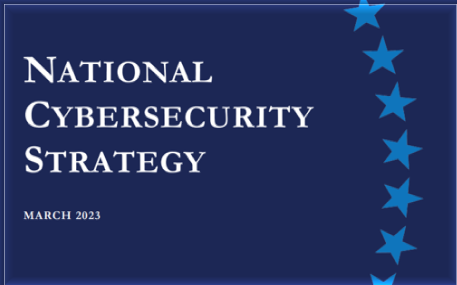 NATIONAL
CYBERSECURITY
STRATEGY
MARCH 2023